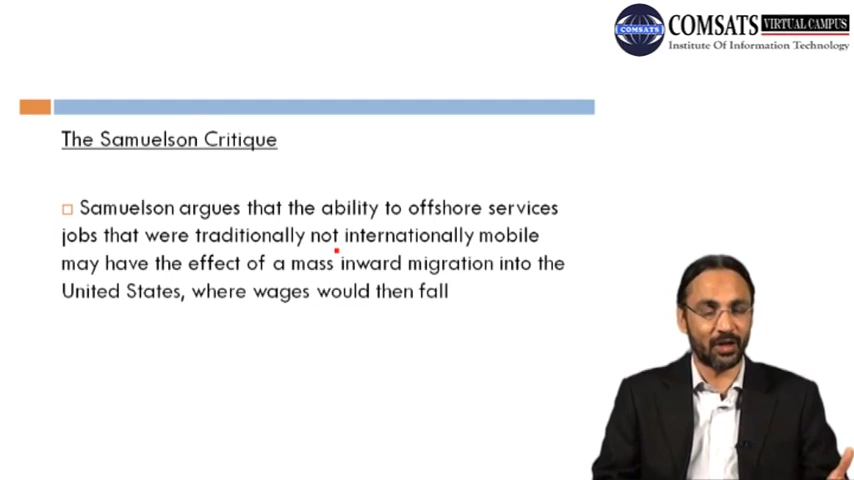 COMSATS VIRTUAL CAMPUS
COMSATS
Institute Of Information Technology
The Samuelson Critique
Samuelson argues that the ability to offshore services
jobs that were traditionally not internationally mobile
may have the effect of a mass inward migration into the
United States, where wages would then fall